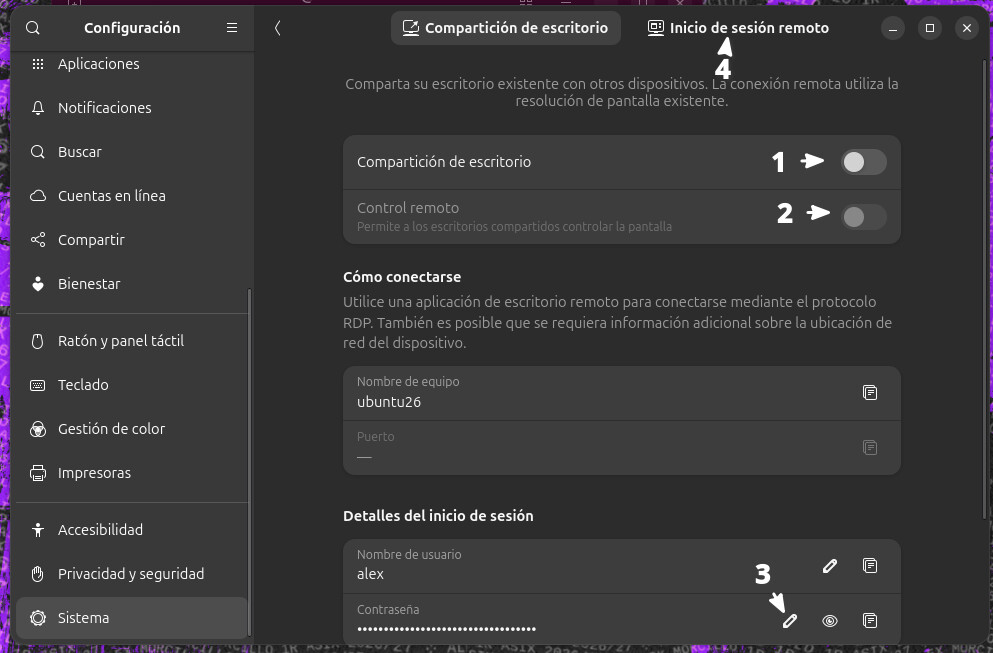 Configuración
Compartición de escritorio
Inicio de sesión remoto
4
Aplicaciones
Notificaciones
Buscar
Cuentas en línea
Compartir
Bienestar
Ratón y panel táctil
Teclado
Gestión de color
Impresoras
Accesibilidad
Privacidad y seguridad
Sistema
Comparta su escritorio existente con otros dispositivos. La conexión remota utiliza la
resolución de pantalla existente.
Compartición de escritorio
1
Control remoto
Permite a los escritorios compartidos controlar la pantalla
2
Cómo conectarse
Utilice una aplicación de escritorio remoto para conectarse mediante el protocolo
RDP. También es posible que se requiera información adicional sobre la ubicación de
red del dispositivo.
Nombre de equipo
ubuntu26
Puerto
—
Detalles del inicio de sesión
Nombre de usuario
alex
3
Contraseña